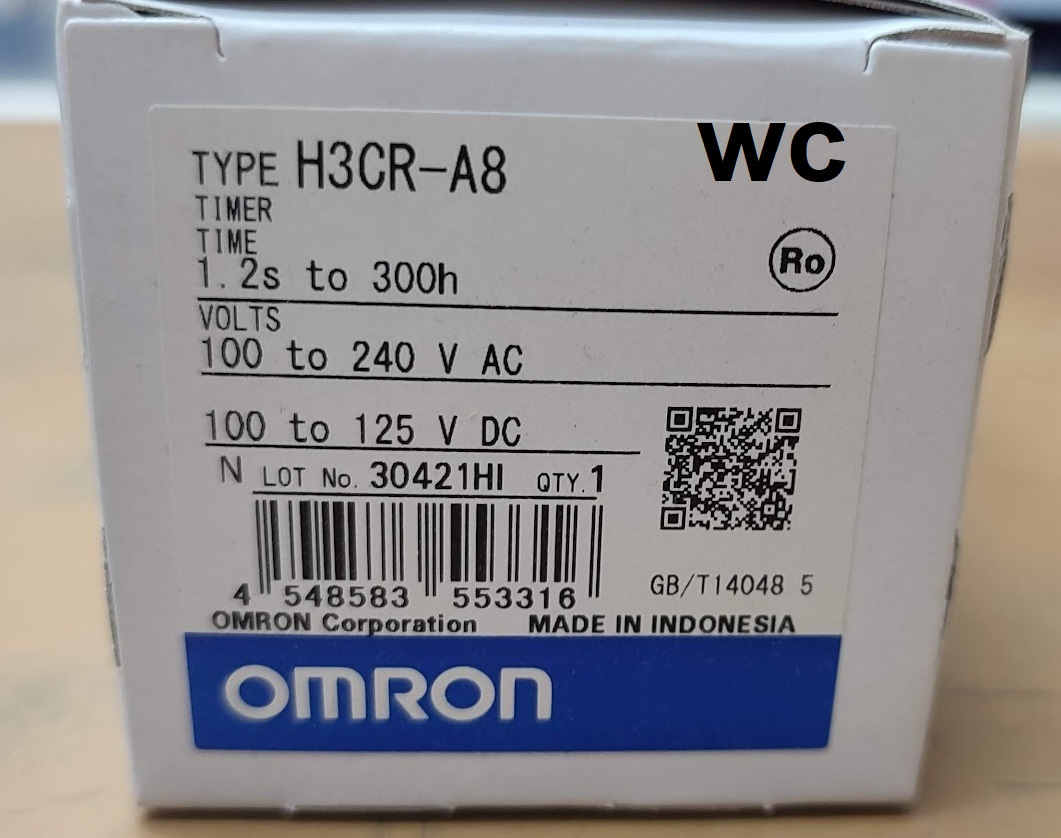 WC
TYPE H3CR-A8
TIMER
TIME
Ro
1.2s to 300h
VOLTS
100 to 240 V AC
100 to 125 V DC
N LOT No. 30421HI QTY.1
4 548583 553316
GB/T14048 5
OMRON Corporation MADE IN INDONESIA
OMRON